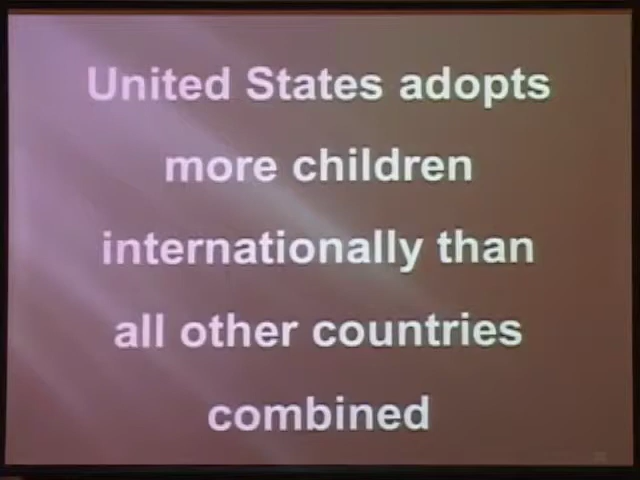 United States adopts
more children
internationally than
all other countries
combined